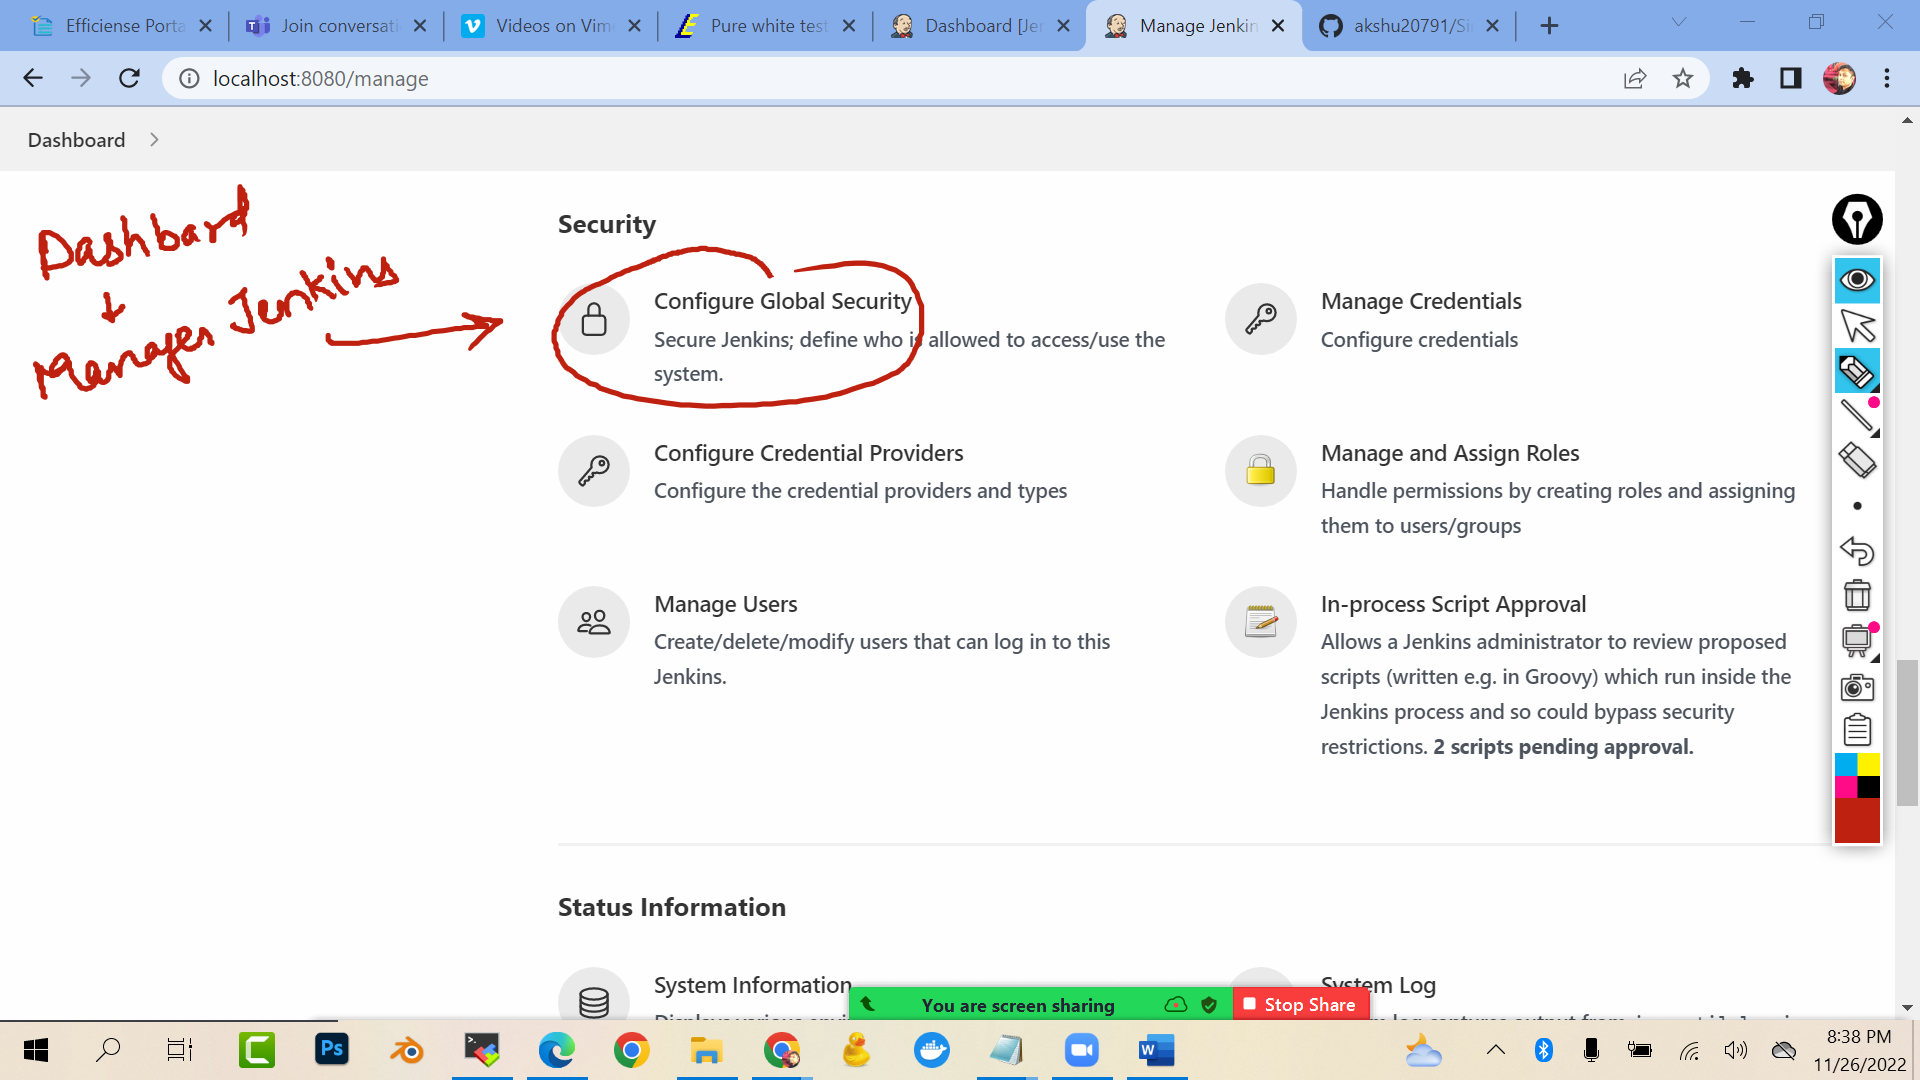 Efficiense Porta
Join conversati
Videos on Vim
Pure white test
Dashboard [Je
Manage Jenkin
akshu20791/Si
localhost:8080/manage
Dashboard
Dashbard
Manager Jenkins
Security
Configure Global Security
Secure Jenkins; define who is allowed to access/use the
system.
Manage Credentials
Configure credentials
Configure Credential Providers
Configure the credential providers and types
Manage and Assign Roles
Handle permissions by creating roles and assigning
them to users/groups
Manage Users
Create/delete/modify users that can log in to this
Jenkins.
In-process Script Approval
Allows a Jenkins administrator to review proposed
scripts (written e.g. in Groovy) which run inside the
Jenkins process and so could bypass security
restrictions. 2 scripts pending approval.
Status Information
System Information
System Log
You are screen sharing
Stop Share
Ps
W
8:38 PM
11/26/2022